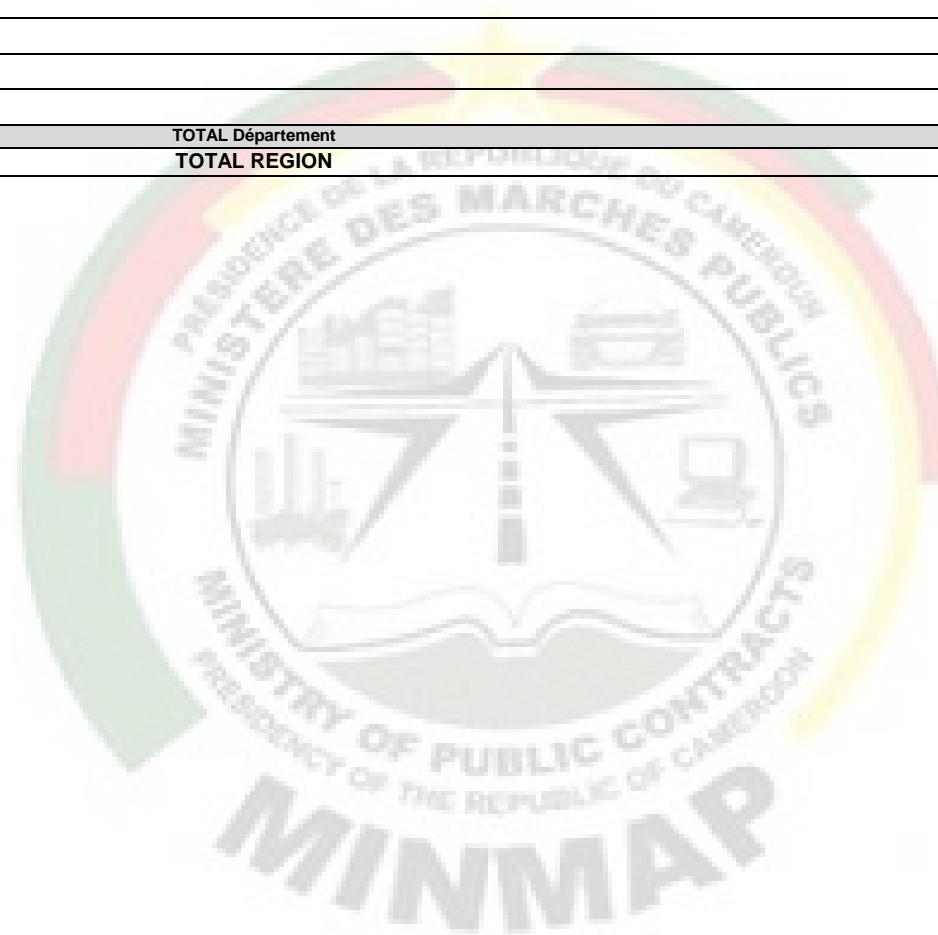 TOTAL Département
TOTAL REGION
PRÉSIDENCE DE LA REPUBLIQUE DU CAMEROUN
MINISTERE DES MARCHES PUBLICS
MINISTRY OF PUBLIC CONTRACTS
PRESIDENCY OF THE REPUBLIC OF CAMEROON
MINMAP